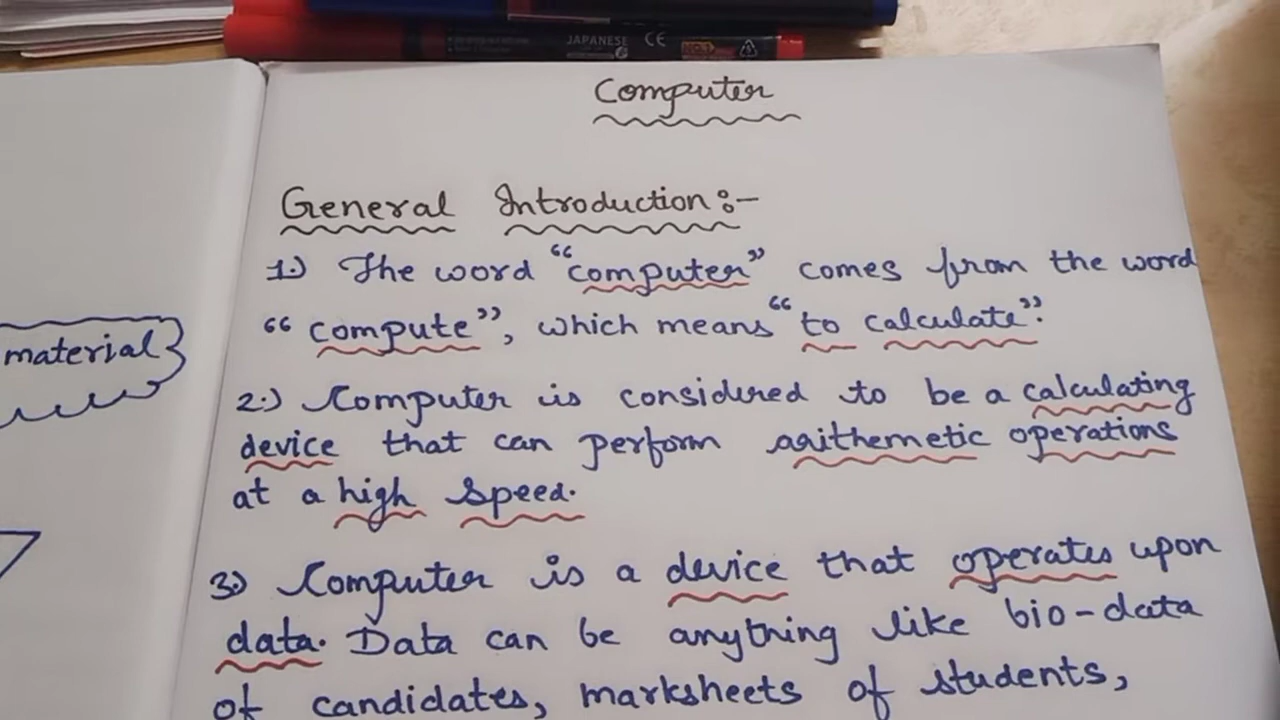 JAPANESE CE
NO.1
Computer
General Introduction:-
material
1.) The word "computer" comes from the word
"compute", which means "to calculate".
2.) Computer is considered to be a calculating
device that can perform arithemetic operations
at a high speed.
3.) Computer is a device that operates upon
data. Data can be anything like bio-data
of candidates, marksheets of students,